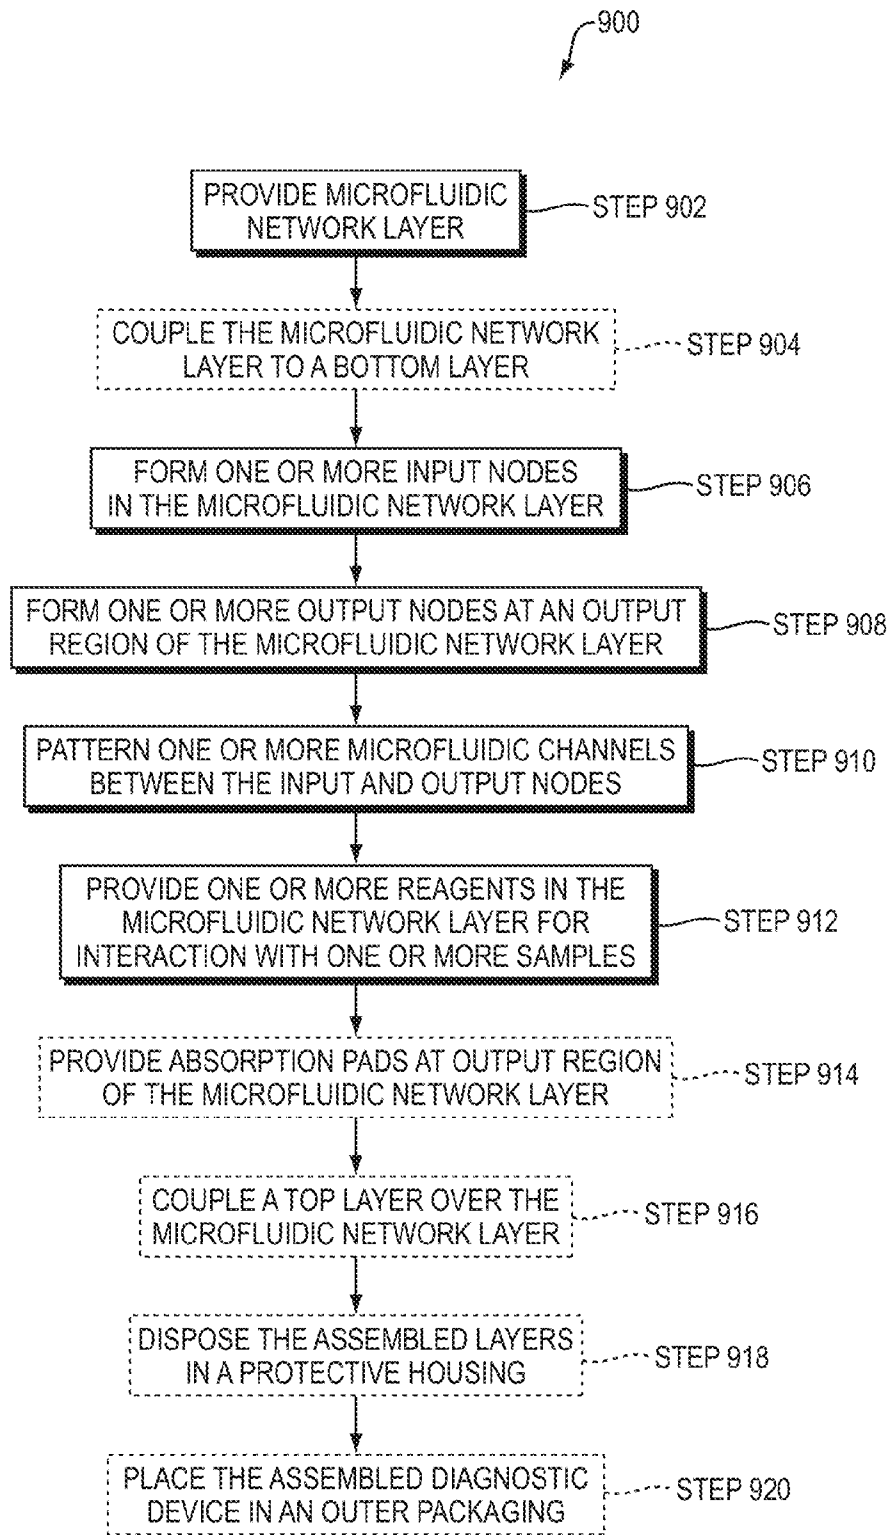 900
PROVIDE MICROFLUIDIC
NETWORK LAYER
STEP 902
COUPLE THE MICROFLUIDIC NETWORK
LAYER TO A BOTTOM LAYER
STEP 904
FORM ONE OR MORE INPUT NODES
IN THE MICROFLUIDIC NETWORK LAYER
STEP 906
FORM ONE OR MORE OUTPUT NODES AT AN OUTPUT
REGION OF THE MICROFLUIDIC NETWORK LAYER
STEP 908
PATTERN ONE OR MORE MICROFLUIDIC CHANNELS
BETWEEN THE INPUT AND OUTPUT NODES
STEP 910
PROVIDE ONE OR MORE REAGENTS IN THE
MICROFLUIDIC NETWORK LAYER FOR
INTERACTION WITH ONE OR MORE SAMPLES
STEP 912
PROVIDE ABSORPTION PADS AT OUTPUT REGION
OF THE MICROFLUIDIC NETWORK LAYER
STEP 914
COUPLE A TOP LAYER OVER THE
MICROFLUIDIC NETWORK LAYER
STEP 916
DISPOSE THE ASSEMBLED LAYERS
IN A PROTECTIVE HOUSING
STEP 918
PLACE THE ASSEMBLED DIAGNOSTIC
DEVICE IN AN OUTER PACKAGING
STEP 920